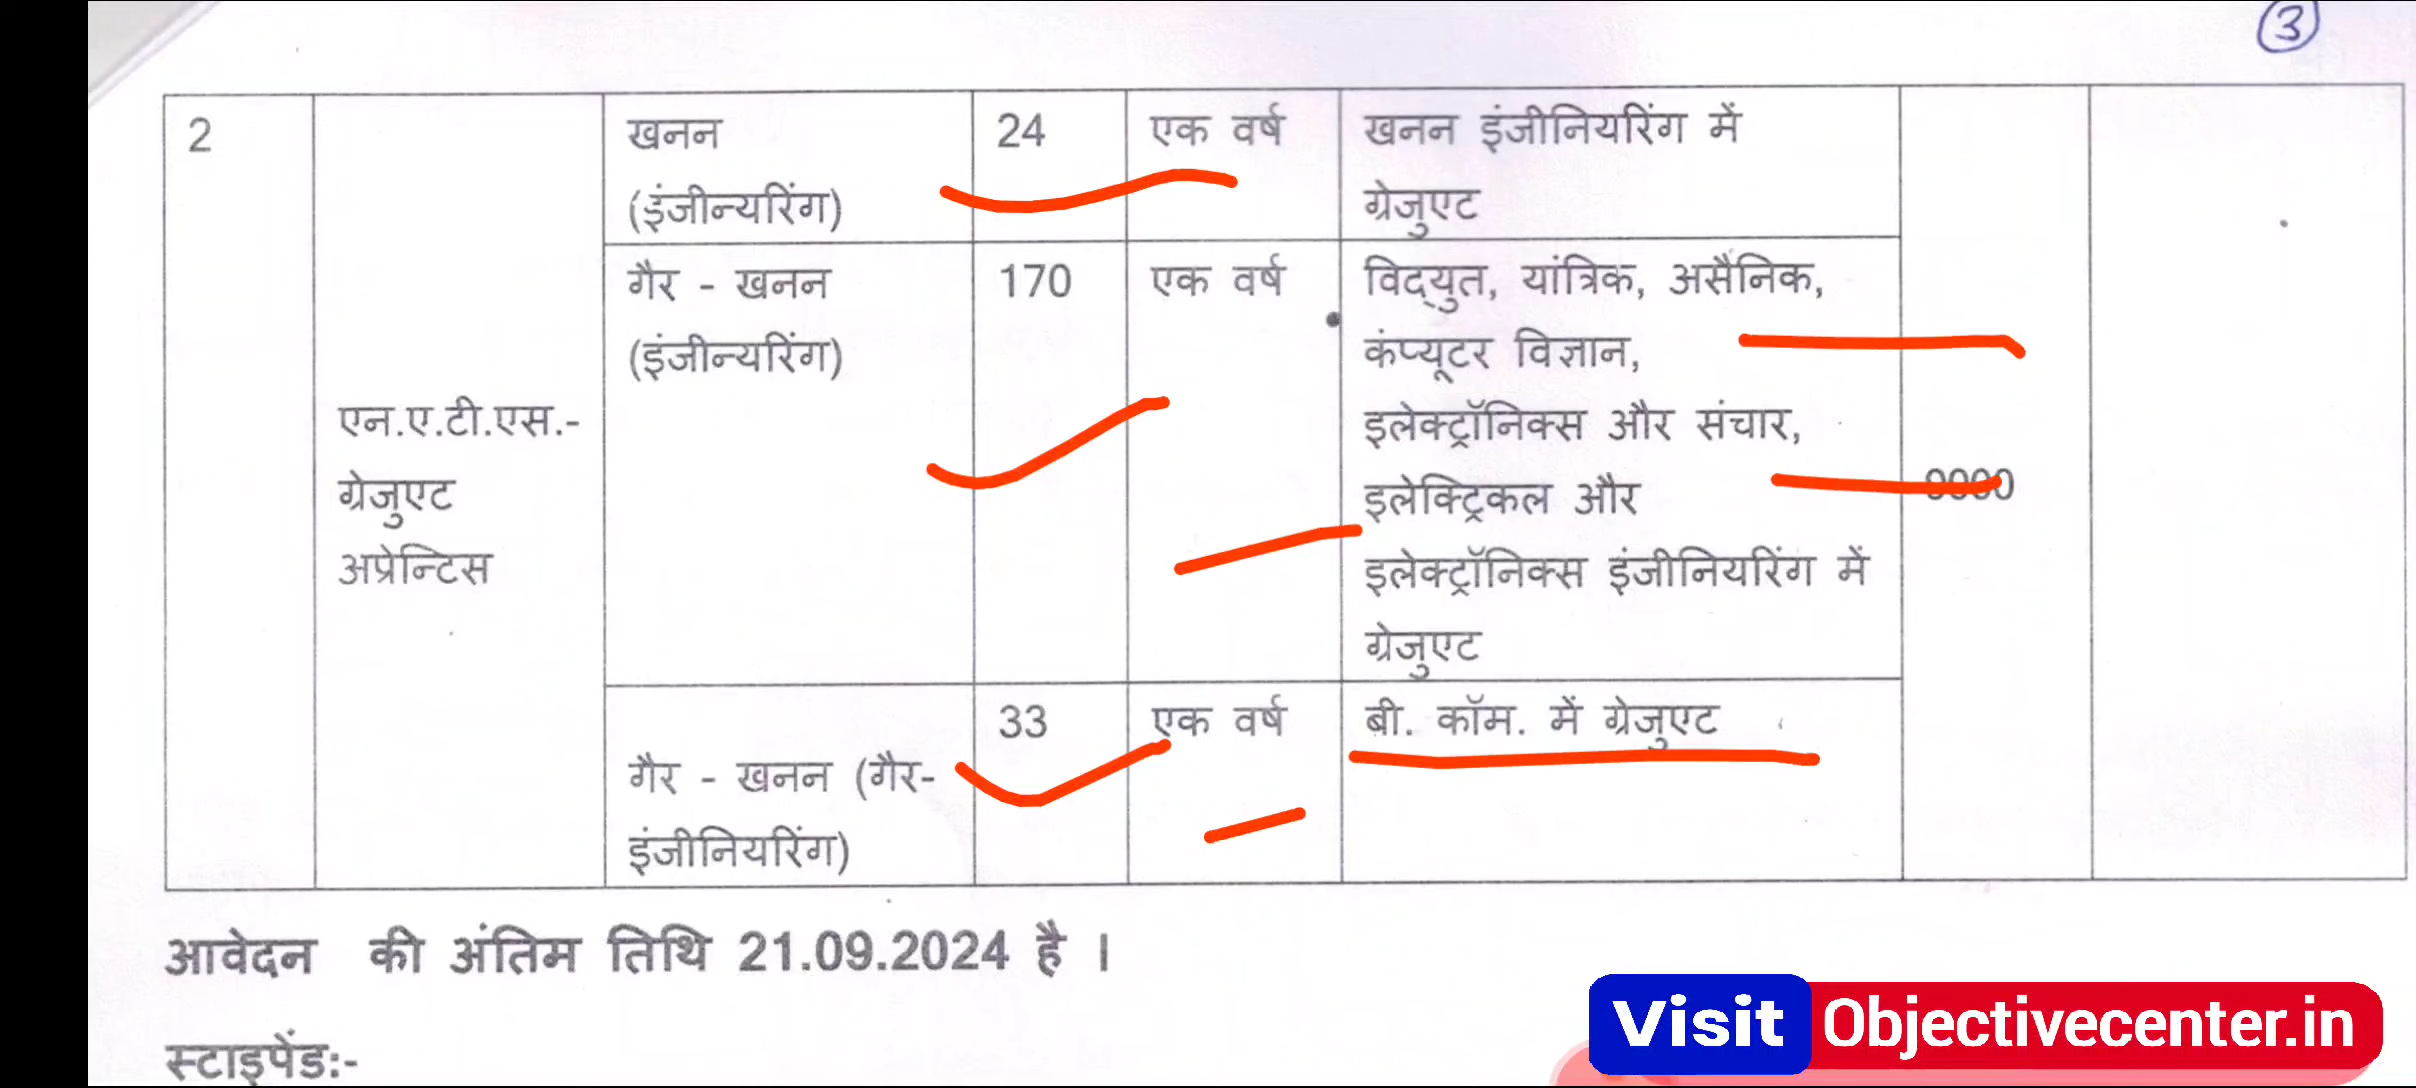 3
2
एन.ए.टी.एस.-
ग्रेजुएट
अप्रेन्टिस
खनन
(इंजीन्यरिंग)
24
एक वर्ष
खनन इंजीनियरिंग में
ग्रेजुएट
गैर - खनन
(इंजीन्यरिंग)
170
एक वर्ष
विद्युत, यांत्रिक, असैनिक,
कंप्यूटर विज्ञान,
इलेक्ट्रॉनिक्स और संचार,
इलेक्ट्रिकल और
इलेक्ट्रॉनिक्स इंजीनियरिंग में
ग्रेजुएट
गैर - खनन (गैर-
इंजीनियरिंग)
33
एक वर्ष
बी. कॉम. में ग्रेजुएट
आवेदन की अंतिम तिथि 21.09.2024 है ।
स्टाइपेंड:-
Visit Objectivecenter.in